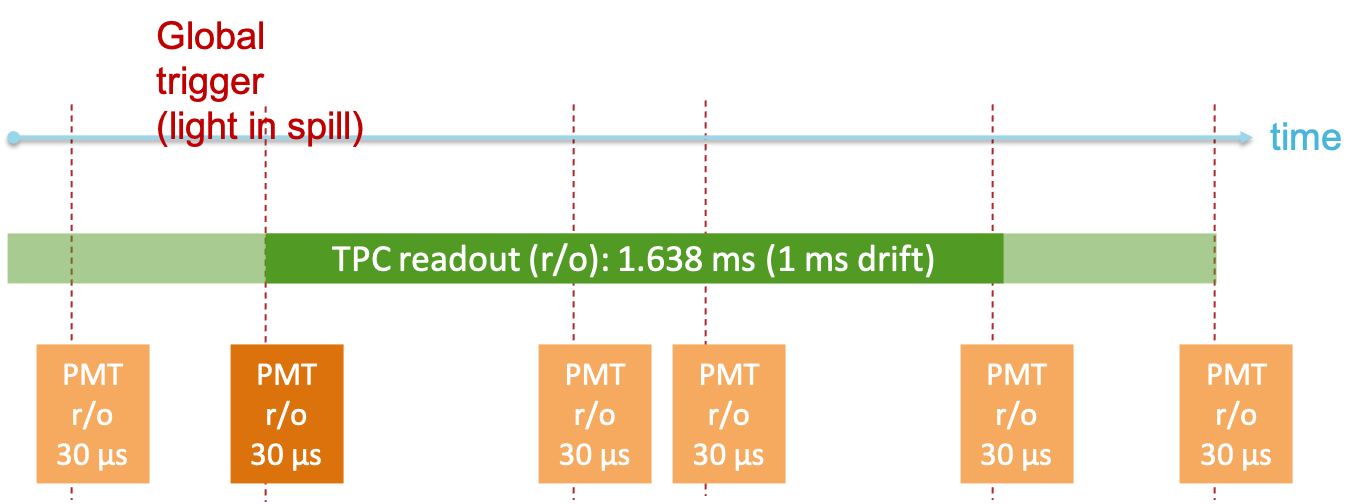 Global
trigger
(light in spill)
time
TPC readout (r/o): 1.638 ms (1 ms drift)
PMT
r/o
30 µs
PMT
r/o
30 µs
PMT
r/o
30 µs
PMT
r/o
30 µs
PMT
r/o
30 µs
PMT
r/o
30 µs